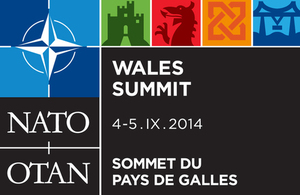 WALES
SUMMIT
4-5.IX.2014
SOMMET DU
PAYS DE GALLES
NATO
OTAN